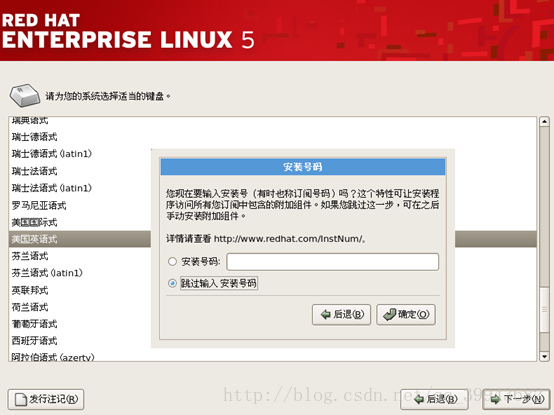 RED HAT
ENTERPRISE LINUX 5
请为您的系统选择适当的键盘。
瑞典语式
瑞士德语式
瑞士德语式 (latin1)
瑞士法语式
瑞士法语式 (latin1)
罗马尼亚语式
美国国际式
美国英语式
芬兰语式
芬兰语式 (latin1)
英联邦式
荷兰语式
葡萄牙语式
西班牙语式
阿拉伯语式 (azerty)
安装号码
您现在要输入安装号（有时也称订阅号码）吗？这个特性可让安装程
序访问所有您订阅中包含的附加组件。如果您跳过这一步，可在之后
手动安装附加组件。
详情请查看 http://www.redhat.com/InstNum/。
安装号码:
跳过输入 安装号码
后退(B)
确定(O)
发行注记(R)
http://blog.csdn.net/
后退(B)
下一步(N)